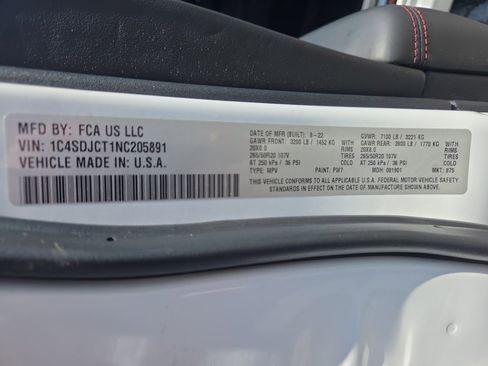 MFD BY: FCA US LLC
VIN: 1C4SDJCT1NC205891
VEHICLE MADE IN: U.S.A.
DATE OF MFR (BUILT): 8-22 GVWR: 7100 LB / 3221 KG
GAWR FRONT: 3200 LB / 1452 KG WITH GAWR REAR: 3900 LB / 1770 KG WITH
20X8.0 RIMS 20X8.0 RIMS
265/50R20 107V TIRES 265/50R20 107V TIRES
AT 250 kPa / 36 PSI COLD AT 250 kPa / 36 PSI COLD
TYPE: MPV PAINT: PW7 MDH: 081901 MKT: 875
THIS VEHICLE CONFORMS TO ALL APPLICABLE U.S.A. FEDERAL MOTOR VEHICLE SAFETY
STANDARDS IN EFFECT ON THE DATE OF MANUFACTURE SHOWN ABOVE.